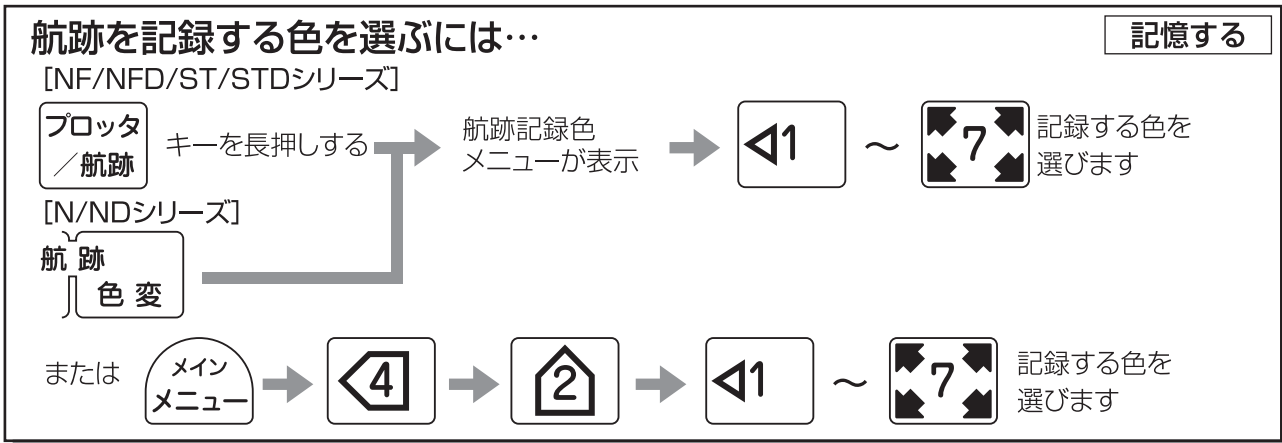 航跡を記録する色を選ぶには…
記憶する
[NF/NFD/ST/STDシリーズ]
プロッタ
／航跡
キーを長押しする
航跡記録色
メニューが表示
1
～
7
記録する色を
選びます
[N/NDシリーズ]
航 跡
色 変
または
メイン
メニュー
4
2
1
～
7
記録する色を
選びます